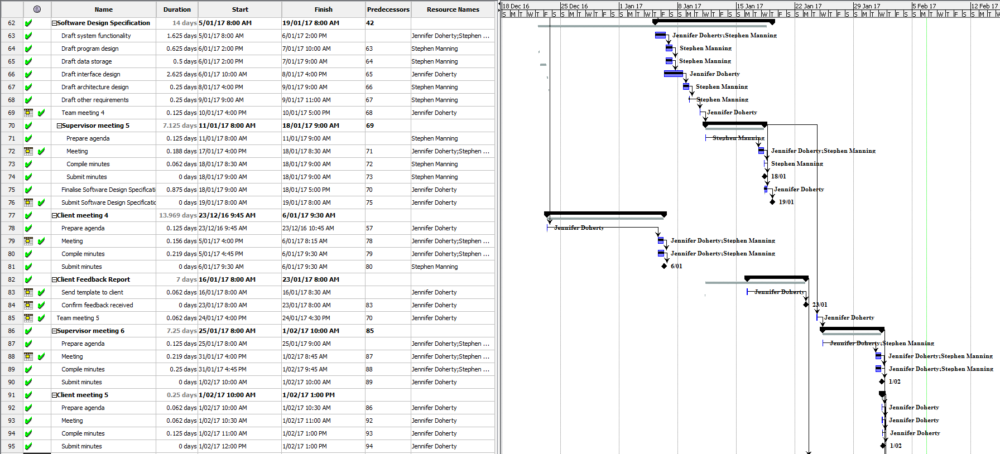 Name Duration Start Finish Predecessors Resource Names
18 Dec 16 25 Dec 16 1 Jan 17 8 Jan 17 15 Jan 17 22 Jan 17 29 Jan 17 5 Feb 17 12 Feb 17
S M T W T F S S M T W T F S S M T W T F S S M T W T F S S M T W T F S S M T W T F S S M T W T F S S M T W T F S S M T W
62 Software Design Specification 14 days 5/01/17 8:00 AM 19/01/17 8:00 AM 42
63 Draft system functionality 1.625 days 5/01/17 8:00 AM 6/01/17 2:00 PM Jennifer Doherty;Stephen ... Jennifer Doherty;Stephen Manning
64 Draft program design 0.625 days 6/01/17 2:00 PM 7/01/17 10:00 AM 63 Stephen Manning Stephen Manning
65 Draft data storage 0.5 days 6/01/17 2:00 PM 7/01/17 9:00 AM 64 Stephen Manning Stephen Manning
66 Draft interface design 2.625 days 6/01/17 10:00 AM 8/01/17 4:00 PM 65 Jennifer Doherty Jennifer Doherty
67 Draft architecture design 0.25 days 8/01/17 4:00 PM 9/01/17 9:00 AM 66 Stephen Manning Stephen Manning
68 Draft other requirements 0.25 days 9/01/17 9:00 AM 9/01/17 11:00 AM 67 Stephen Manning Stephen Manning
69 Team meeting 4 0.125 days 10/01/17 4:00 PM 10/01/17 5:00 PM 68 Jennifer Doherty Jennifer Doherty
70 Supervisor meeting 5 7.125 days 11/01/17 8:00 AM 18/01/17 9:00 AM 69
71 Prepare agenda 0.125 days 11/01/17 8:00 AM 11/01/17 9:00 AM Stephen Manning Stephen Manning
72 Meeting 0.188 days 17/01/17 4:00 PM 18/01/17 8:30 AM 71 Jennifer Doherty;Stephen ... Jennifer Doherty;Stephen Manning
73 Compile minutes 0.062 days 18/01/17 8:30 AM 18/01/17 9:00 AM 72 Stephen Manning Stephen Manning
74 Submit minutes 0 days 18/01/17 9:00 AM 18/01/17 9:00 AM 73 Stephen Manning 18/01
75 Finalise Software Design Specificati 0.875 days 18/01/17 9:00 AM 18/01/17 5:00 PM 70 Jennifer Doherty Jennifer Doherty
76 Submit Software Design Specificatio 0 days 19/01/17 8:00 AM 19/01/17 8:00 AM 75 Jennifer Doherty 19/01
77 Client meeting 4 13.969 days 23/12/16 9:45 AM 6/01/17 9:30 AM
78 Prepare agenda 0.125 days 23/12/16 9:45 AM 23/12/16 10:45 AM 57 Jennifer Doherty Jennifer Doherty
79 Meeting 0.156 days 5/01/17 4:00 PM 6/01/17 8:15 AM 78 Jennifer Doherty;Stephen ... Jennifer Doherty;Stephen Manning
80 Compile minutes 0.219 days 5/01/17 4:45 PM 6/01/17 9:30 AM 79 Jennifer Doherty;Stephen ... Jennifer Doherty;Stephen Manning
81 Submit minutes 0 days 6/01/17 9:30 AM 6/01/17 9:30 AM 80 Stephen Manning 6/01
82 Client Feedback Report 7 days 16/01/17 8:00 AM 23/01/17 8:00 AM
83 Send template to client 0.062 days 16/01/17 8:00 AM 16/01/17 8:30 AM Jennifer Doherty Jennifer Doherty
84 Confirm feedback received 0 days 23/01/17 8:00 AM 23/01/17 8:00 AM 83 Jennifer Doherty 23/01
85 Team meeting 5 0.062 days 24/01/17 4:00 PM 24/01/17 4:30 PM 70 Jennifer Doherty Jennifer Doherty
86 Supervisor meeting 6 7.25 days 25/01/17 8:00 AM 1/02/17 10:00 AM 85
87 Prepare agenda 0.125 days 25/01/17 8:00 AM 25/01/17 9:00 AM Jennifer Doherty;Stephen ... Jennifer Doherty;Stephen Manning
88 Meeting 0.219 days 31/01/17 4:00 PM 1/02/17 8:45 AM 87 Jennifer Doherty;Stephen ... Jennifer Doherty;Stephen Manning
89 Compile minutes 0.25 days 31/01/17 4:45 PM 1/02/17 9:45 AM 88 Jennifer Doherty;Stephen ... Jennifer Doherty;Stephen Manning
90 Submit minutes 0 days 1/02/17 10:00 AM 1/02/17 10:00 AM 89 Jennifer Doherty 1/02
91 Client meeting 5 0.25 days 1/02/17 10:00 AM 1/02/17 1:00 PM
92 Prepare agenda 0.062 days 1/02/17 10:00 AM 1/02/17 10:30 AM 86 Jennifer Doherty Jennifer Doherty
93 Meeting 0.062 days 1/02/17 10:30 AM 1/02/17 11:00 AM 92 Jennifer Doherty Jennifer Doherty
94 Compile minutes 0.125 days 1/02/17 11:00 AM 1/02/17 1:00 PM 93 Jennifer Doherty Jennifer Doherty
95 Submit minutes 0 days 1/02/17 12:00 PM 1/02/17 1:00 PM 94 Jennifer Doherty 1/02